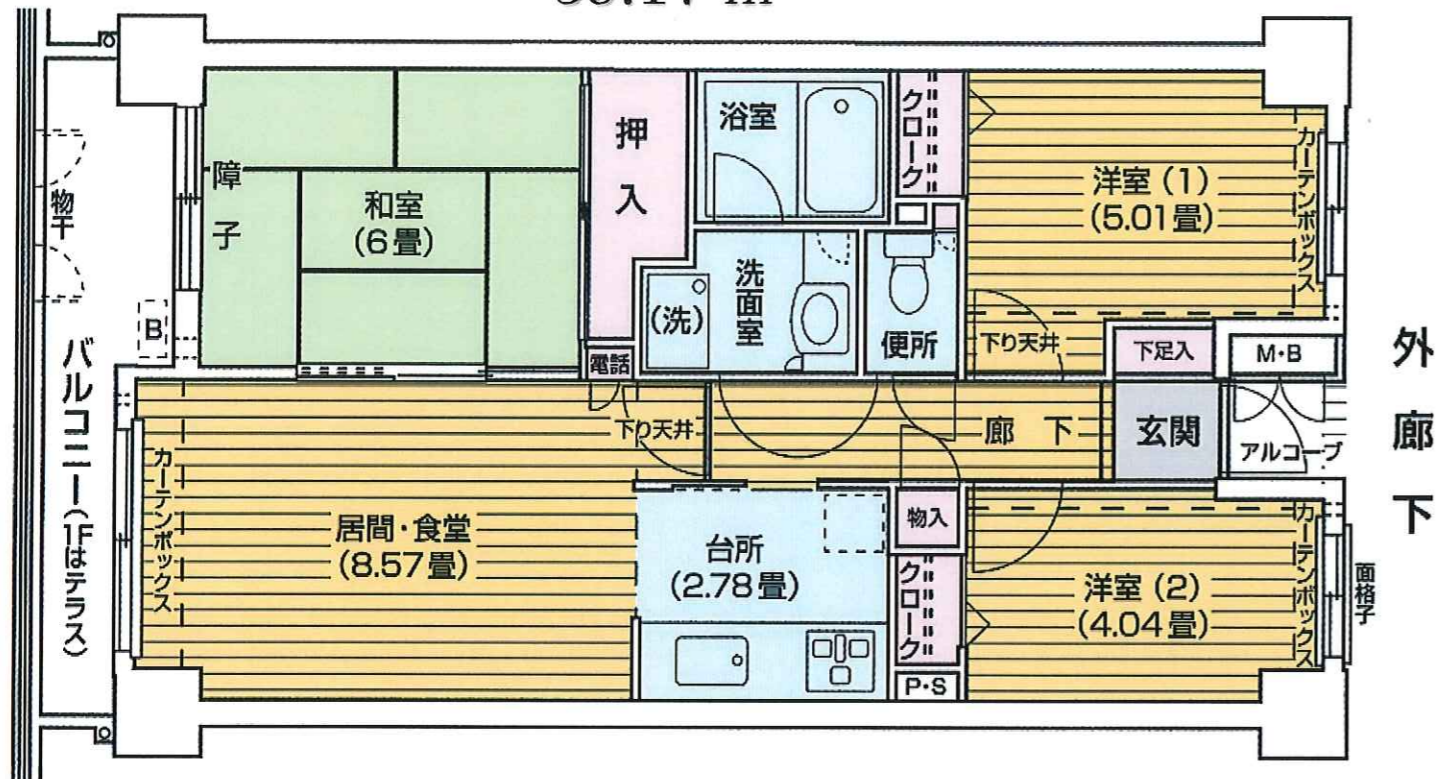 障子
和室
(6畳)
押入
浴室
クローク
洋室(1)
(5.01畳)
カーテンボックス
物干
B
(洗)
洗面室
便所
下り天井
下足入
M・B
電話
バルコニー(1Fはテラス)
カーテンボックス
下り天井
廊下
玄関
アルコーブ
外廊下
居間・食堂
(8.57畳)
台所
(2.78畳)
物入
クローク
P・S
洋室(2)
(4.04畳)
カーテンボックス
面格子